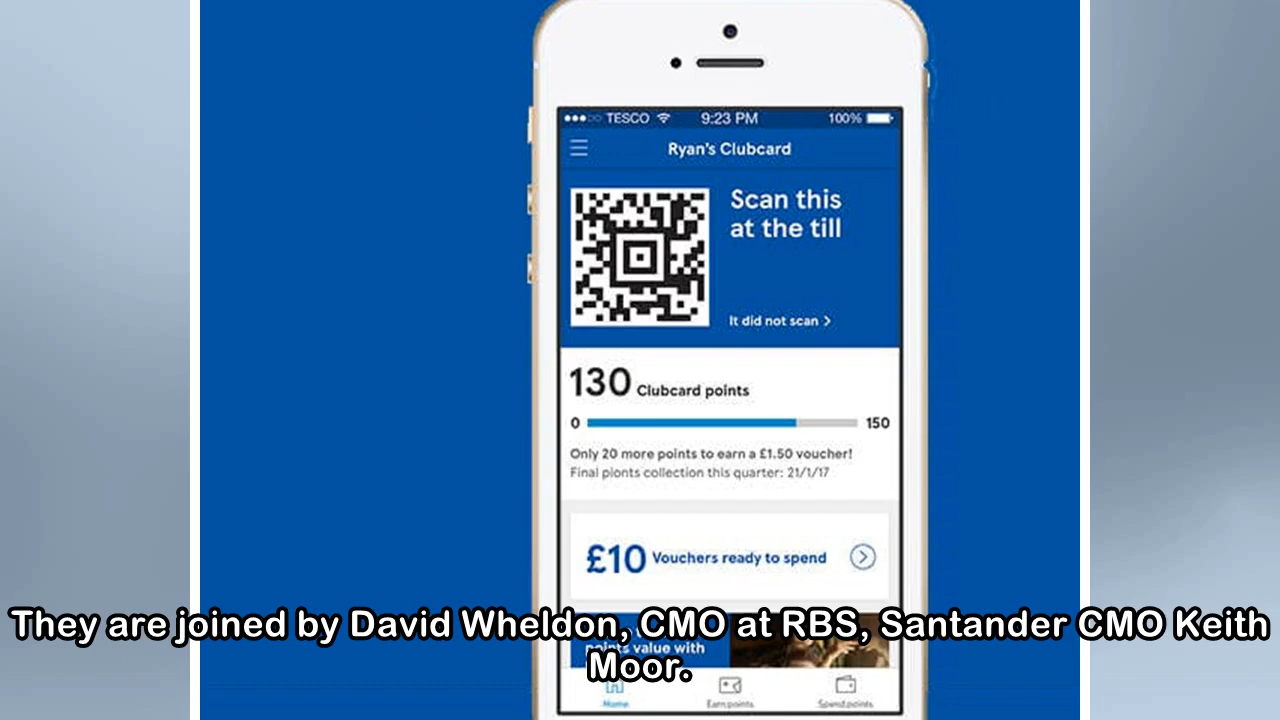 TESCO 9:23 PM 100%
Ryan's Clubcard
Scan this
at the till
It did not scan >
130 Clubcard points
0 150
Only 20 more points to earn a £1.50 voucher!
Final pionts collection this quarter: 21/1/17
£10 Vouchers ready to spend
They are joined by David Wheldon, CMO at RBS, Santander CMO Keith
Moor.
points value with
Home Earn points Spend points